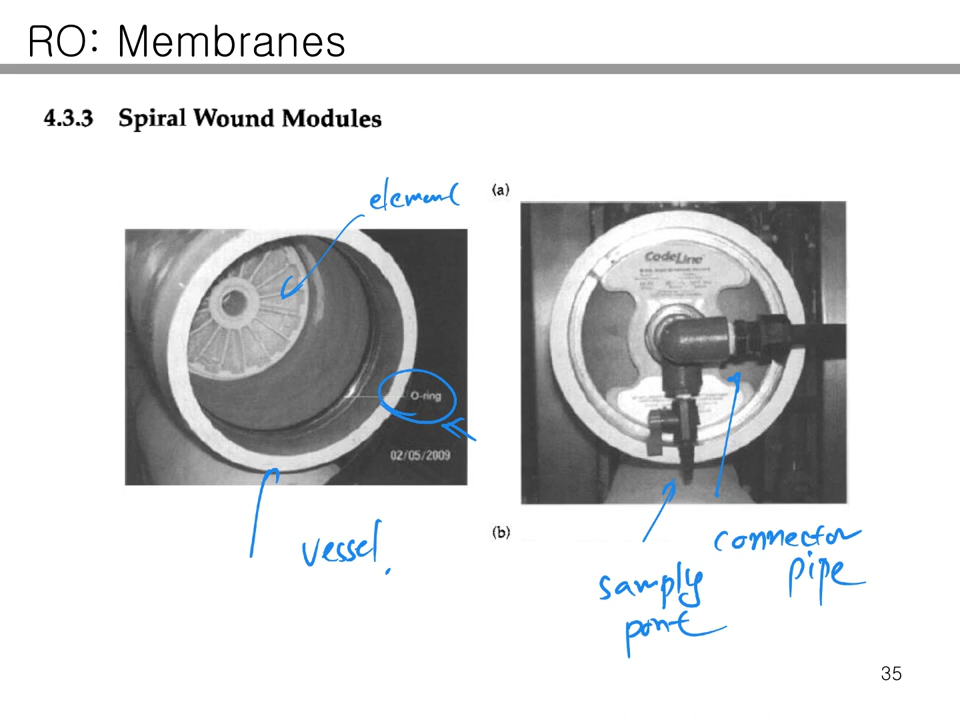 RO: Membranes
4.3.3 Spiral Wound Modules
element
(a)
CodeLine
O-ring
02/05/2009
(b)
vessel.
connector
pipe
samply
port
35